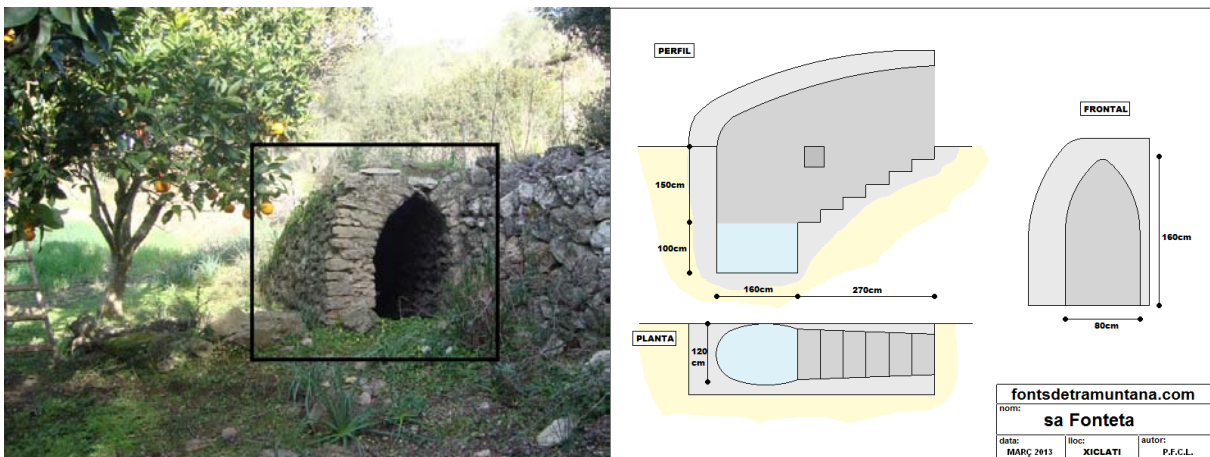 PERFIL
150cm
100cm
160cm
270cm
PLANTA
120
cm
FRONTAL
160cm
80cm
fontsdetramuntana.com
nom:
sa Fonteta
data:
MARÇ 2013
lloc:
XICLATI
autor:
P.F.C.L.